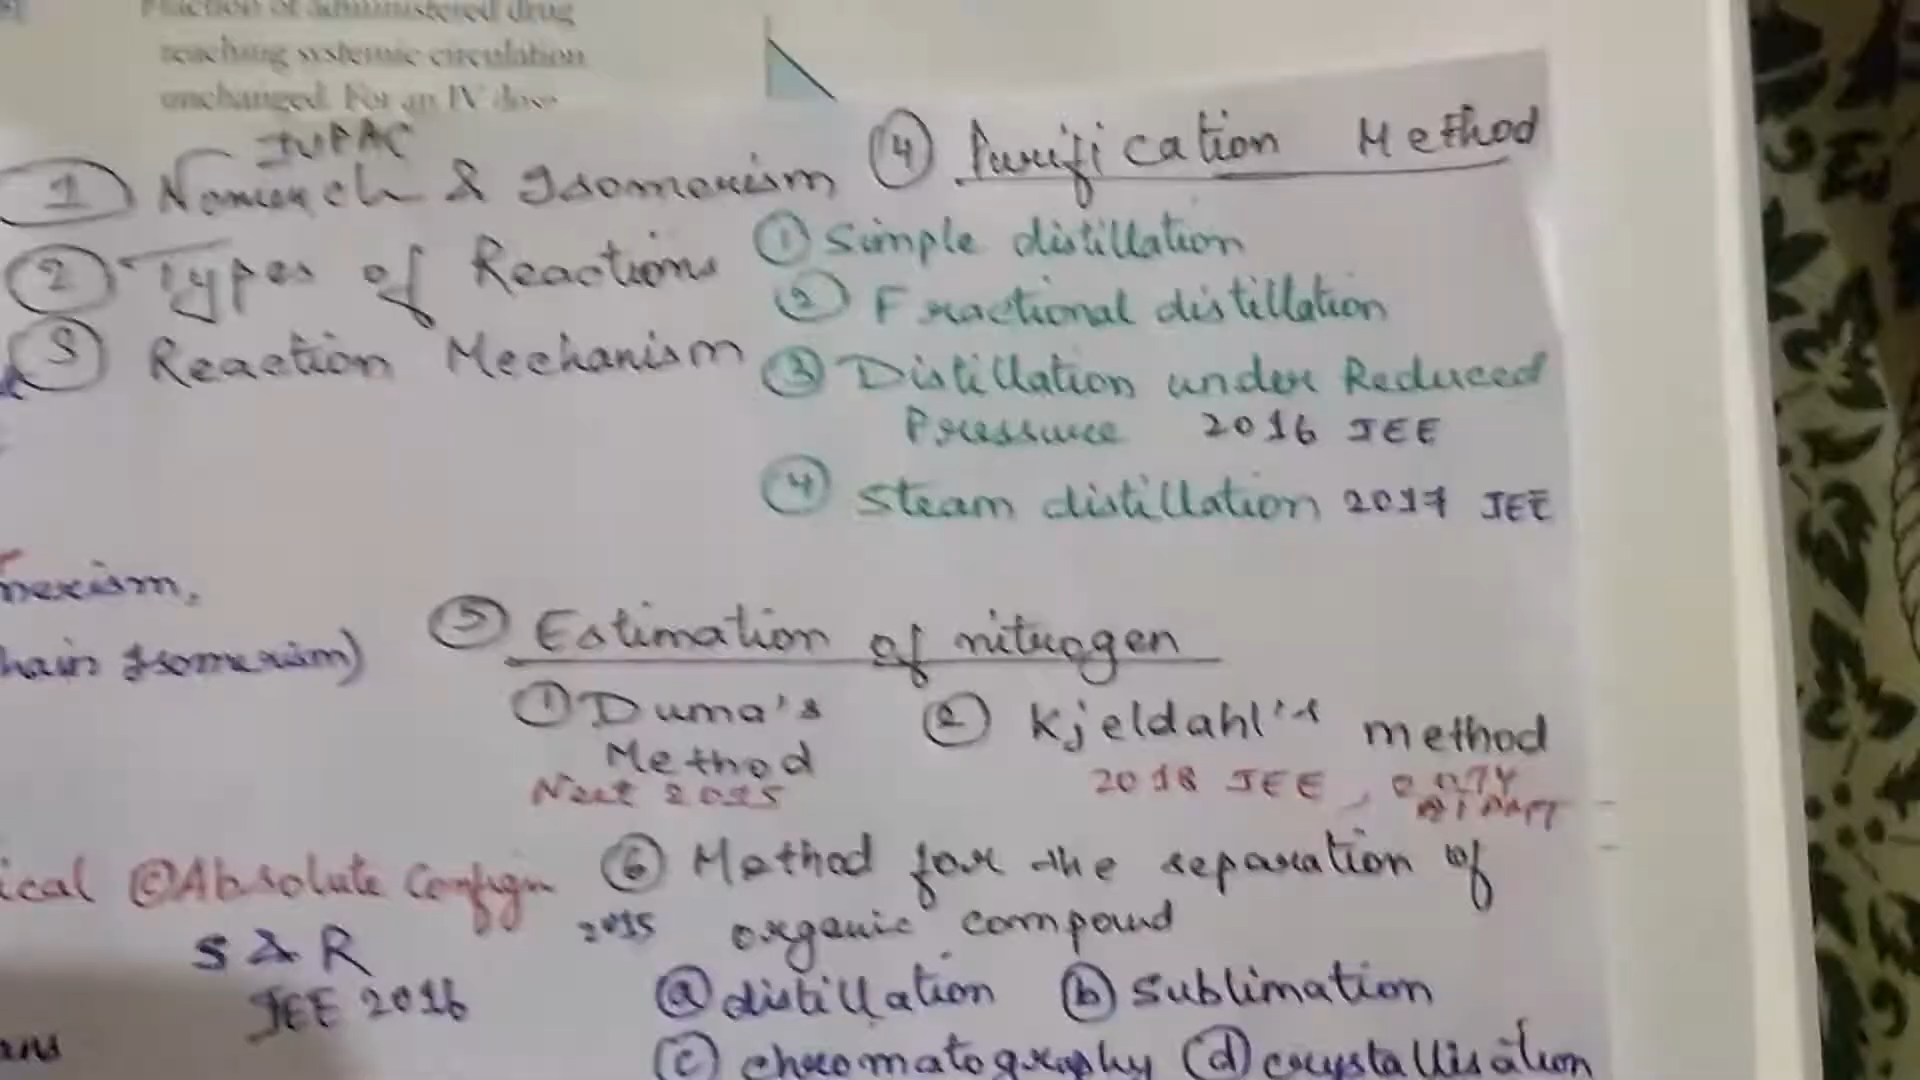 Fraction of administered drug
reaching systemic circulation
unchanged. For an IV dose
IUPAC
① Nomench & Isomerism
② Types of Reactions
③ Reaction Mechanism
④ Purification Method
① Simple distillation
② Fractional distillation
③ Distillation under Reduced
Pressure 2016 JEE
④ Steam distillation 2017 JEE
merism,
hain Isomerism)
⑤ Estimation of nitrogen
① Duma's
Method
Neet 2015
② Kjeldahl's method
2018 JEE,
ical ⓒ Absolute Confign
S & R
JEE 2016
⑥ Method for the separation of
2015 organic compound
ⓐ distillation ⓑ Sublimation
ⓒ chromatography ⓓ crystallisation
ans